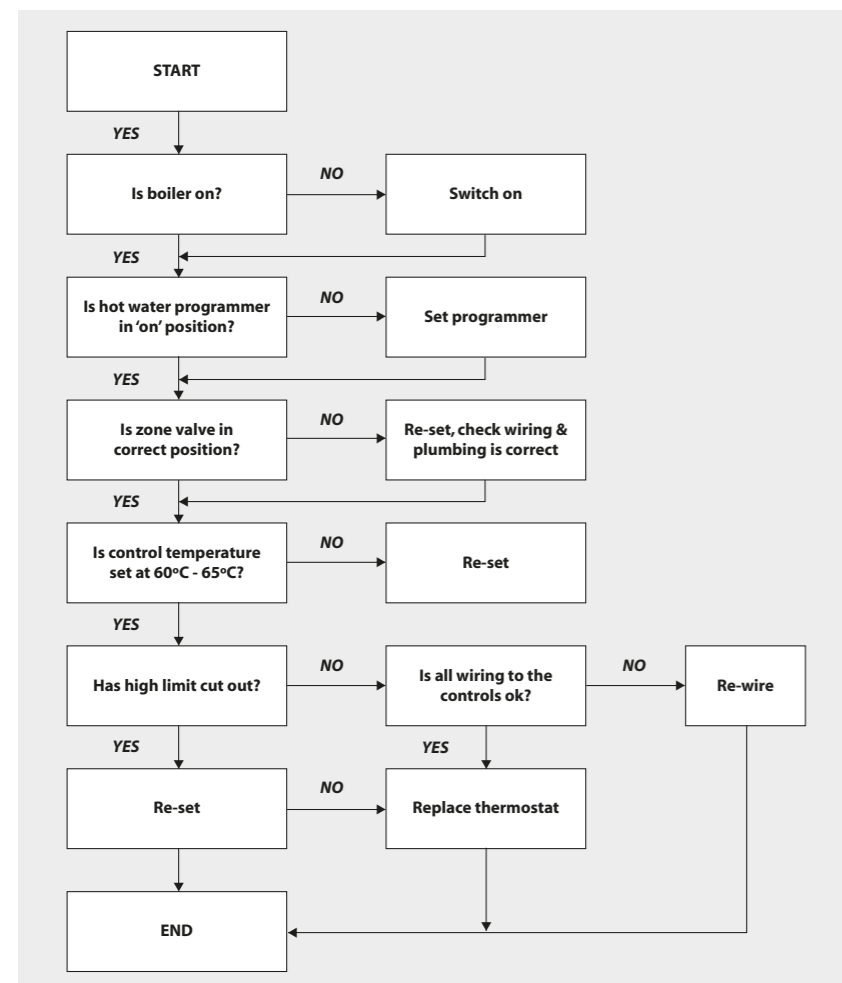 START
YES
Is boiler on?
NO
Switch on
YES
Is hot water programmer
in ‘on’ position?
NO
Set programmer
YES
Is zone valve in
correct position?
NO
Re-set, check wiring &
plumbing is correct
YES
Is control temperature
set at 60ºC - 65ºC?
NO
Re-set
YES
Has high limit cut out?
NO
Is all wiring to the
controls ok?
NO
Re-wire
YES
YES
Re-set
NO
Replace thermostat
END